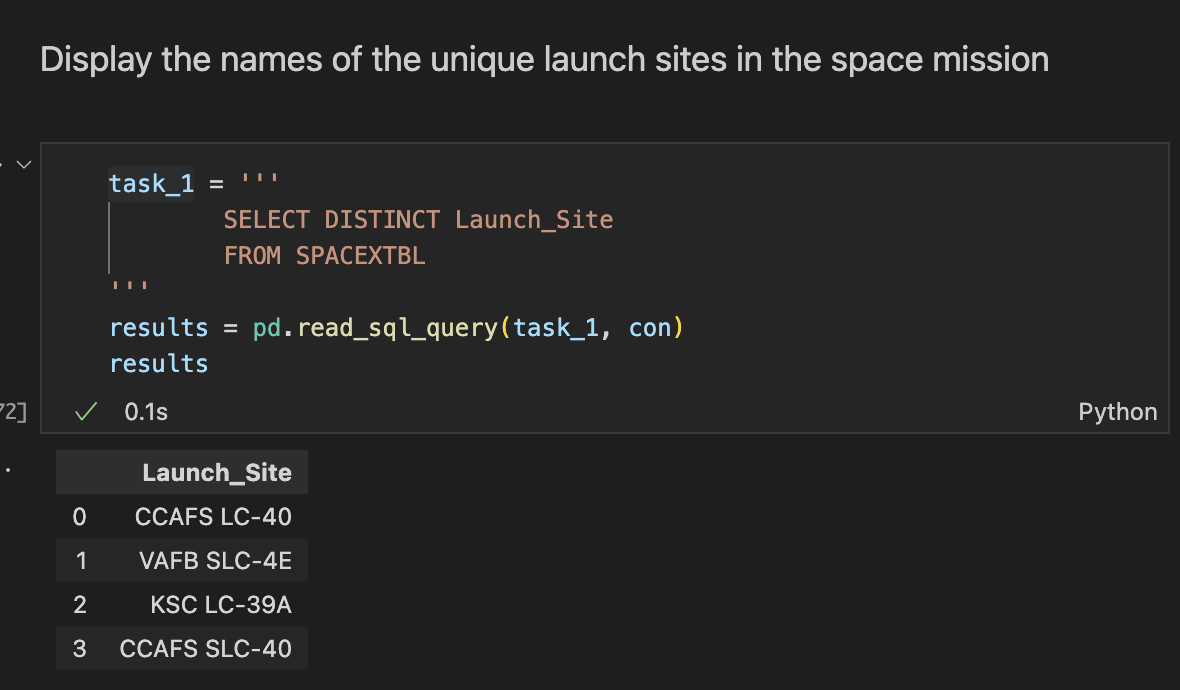 Display the names of the unique launch sites in the space mission
task_1 = '''
SELECT DISTINCT Launch_Site
FROM SPACEXTBL
'''
results = pd.read_sql_query(task_1, con)
results
72]
0.1s
Python
Launch_Site
0 CCAFS LC-40
1 VAFB SLC-4E
2 KSC LC-39A
3 CCAFS SLC-40